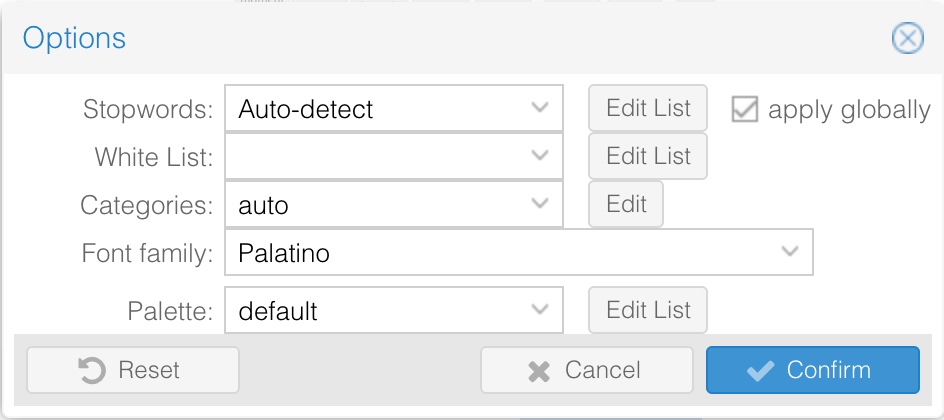 Options
Stopwords: Auto-detect Edit List apply globally
White List: Edit List
Categories: auto Edit
Font family: Palatino
Palette: default Edit List
Reset Cancel Confirm